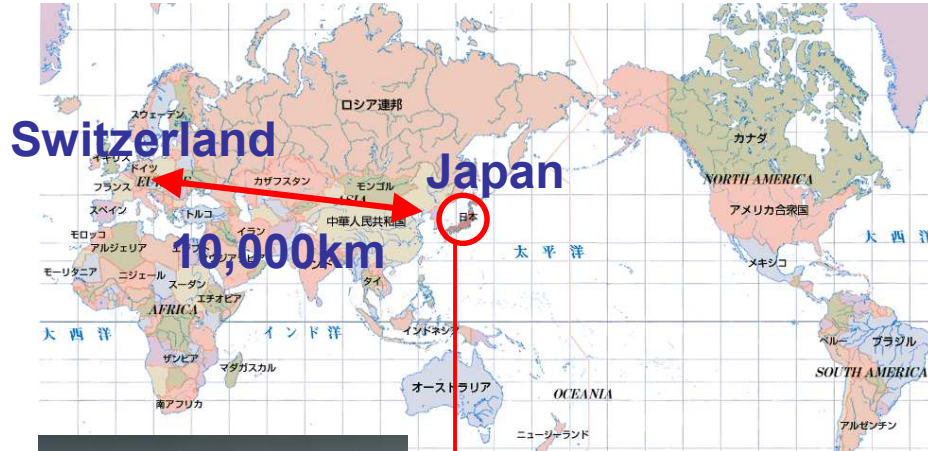 ロシア連邦
スウェーデン
カナダ
Switzerland
イギリス
ドイツ
フランス
カザフスタン
モンゴル
ASIA
Japan
NORTH AMERICA
スペイン
トルコ
中華人民共和国
日本
アメリカ合衆国
モロッコ
アルジェリア
イラン
10,000km
太平洋
大西洋
メキシコ
モーリタニア
ニジェール
スーダン
エチオピア
タイ
AFRICA
大西洋
インド洋
インドネシア
ペルー
ブラジル
ザンビア
マダガスカル
SOUTH AMERICA
南アフリカ
オーストラリア
OCEANIA
ニュージーランド
アルゼンチン